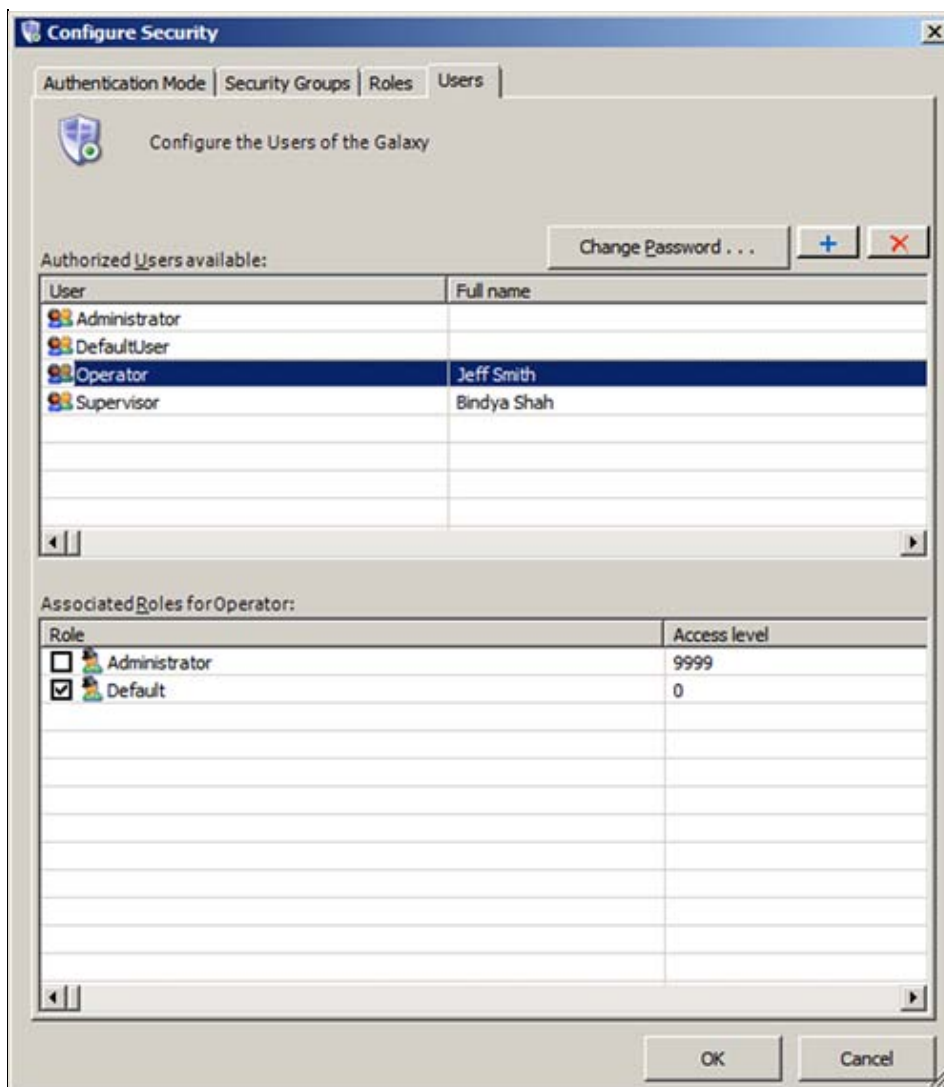 Configure Security
Authentication Mode Security Groups Roles Users
Configure the Users of the Galaxy
Change Password . . .
Authorized Users available:
User Full name
Administrator
DefaultUser
Operator Jeff Smith
Supervisor Bindya Shah
Associated Roles for Operator:
Role Access level
Administrator 9999
Default 0
OK Cancel